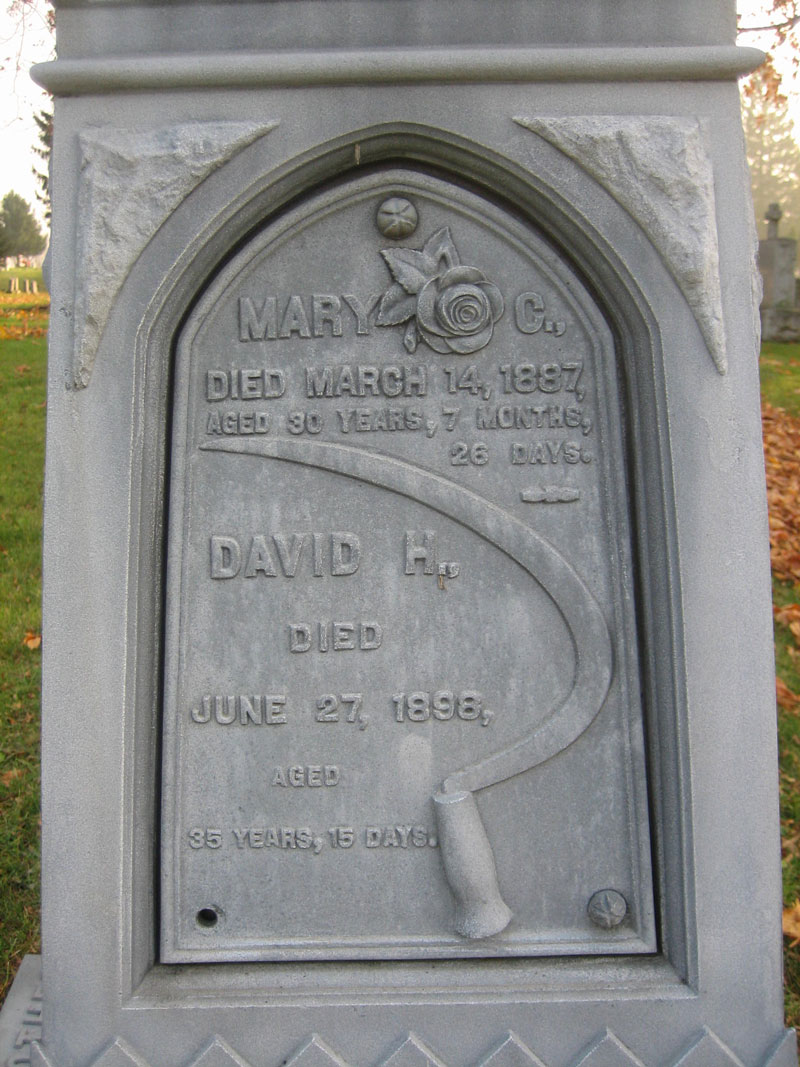 MARY C.,
DIED MARCH 14, 1887,
AGED 30 YEARS, 7 MONTHS,
26 DAYS.
DAVID H.,
DIED
JUNE 27, 1898,
AGED
35 YEARS, 15 DAYS.